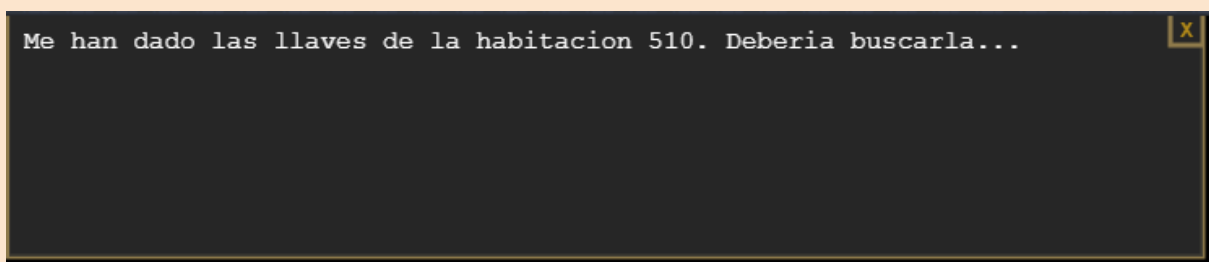 Me han dado las llaves de la habitacion 510. Deberia buscarla...
X